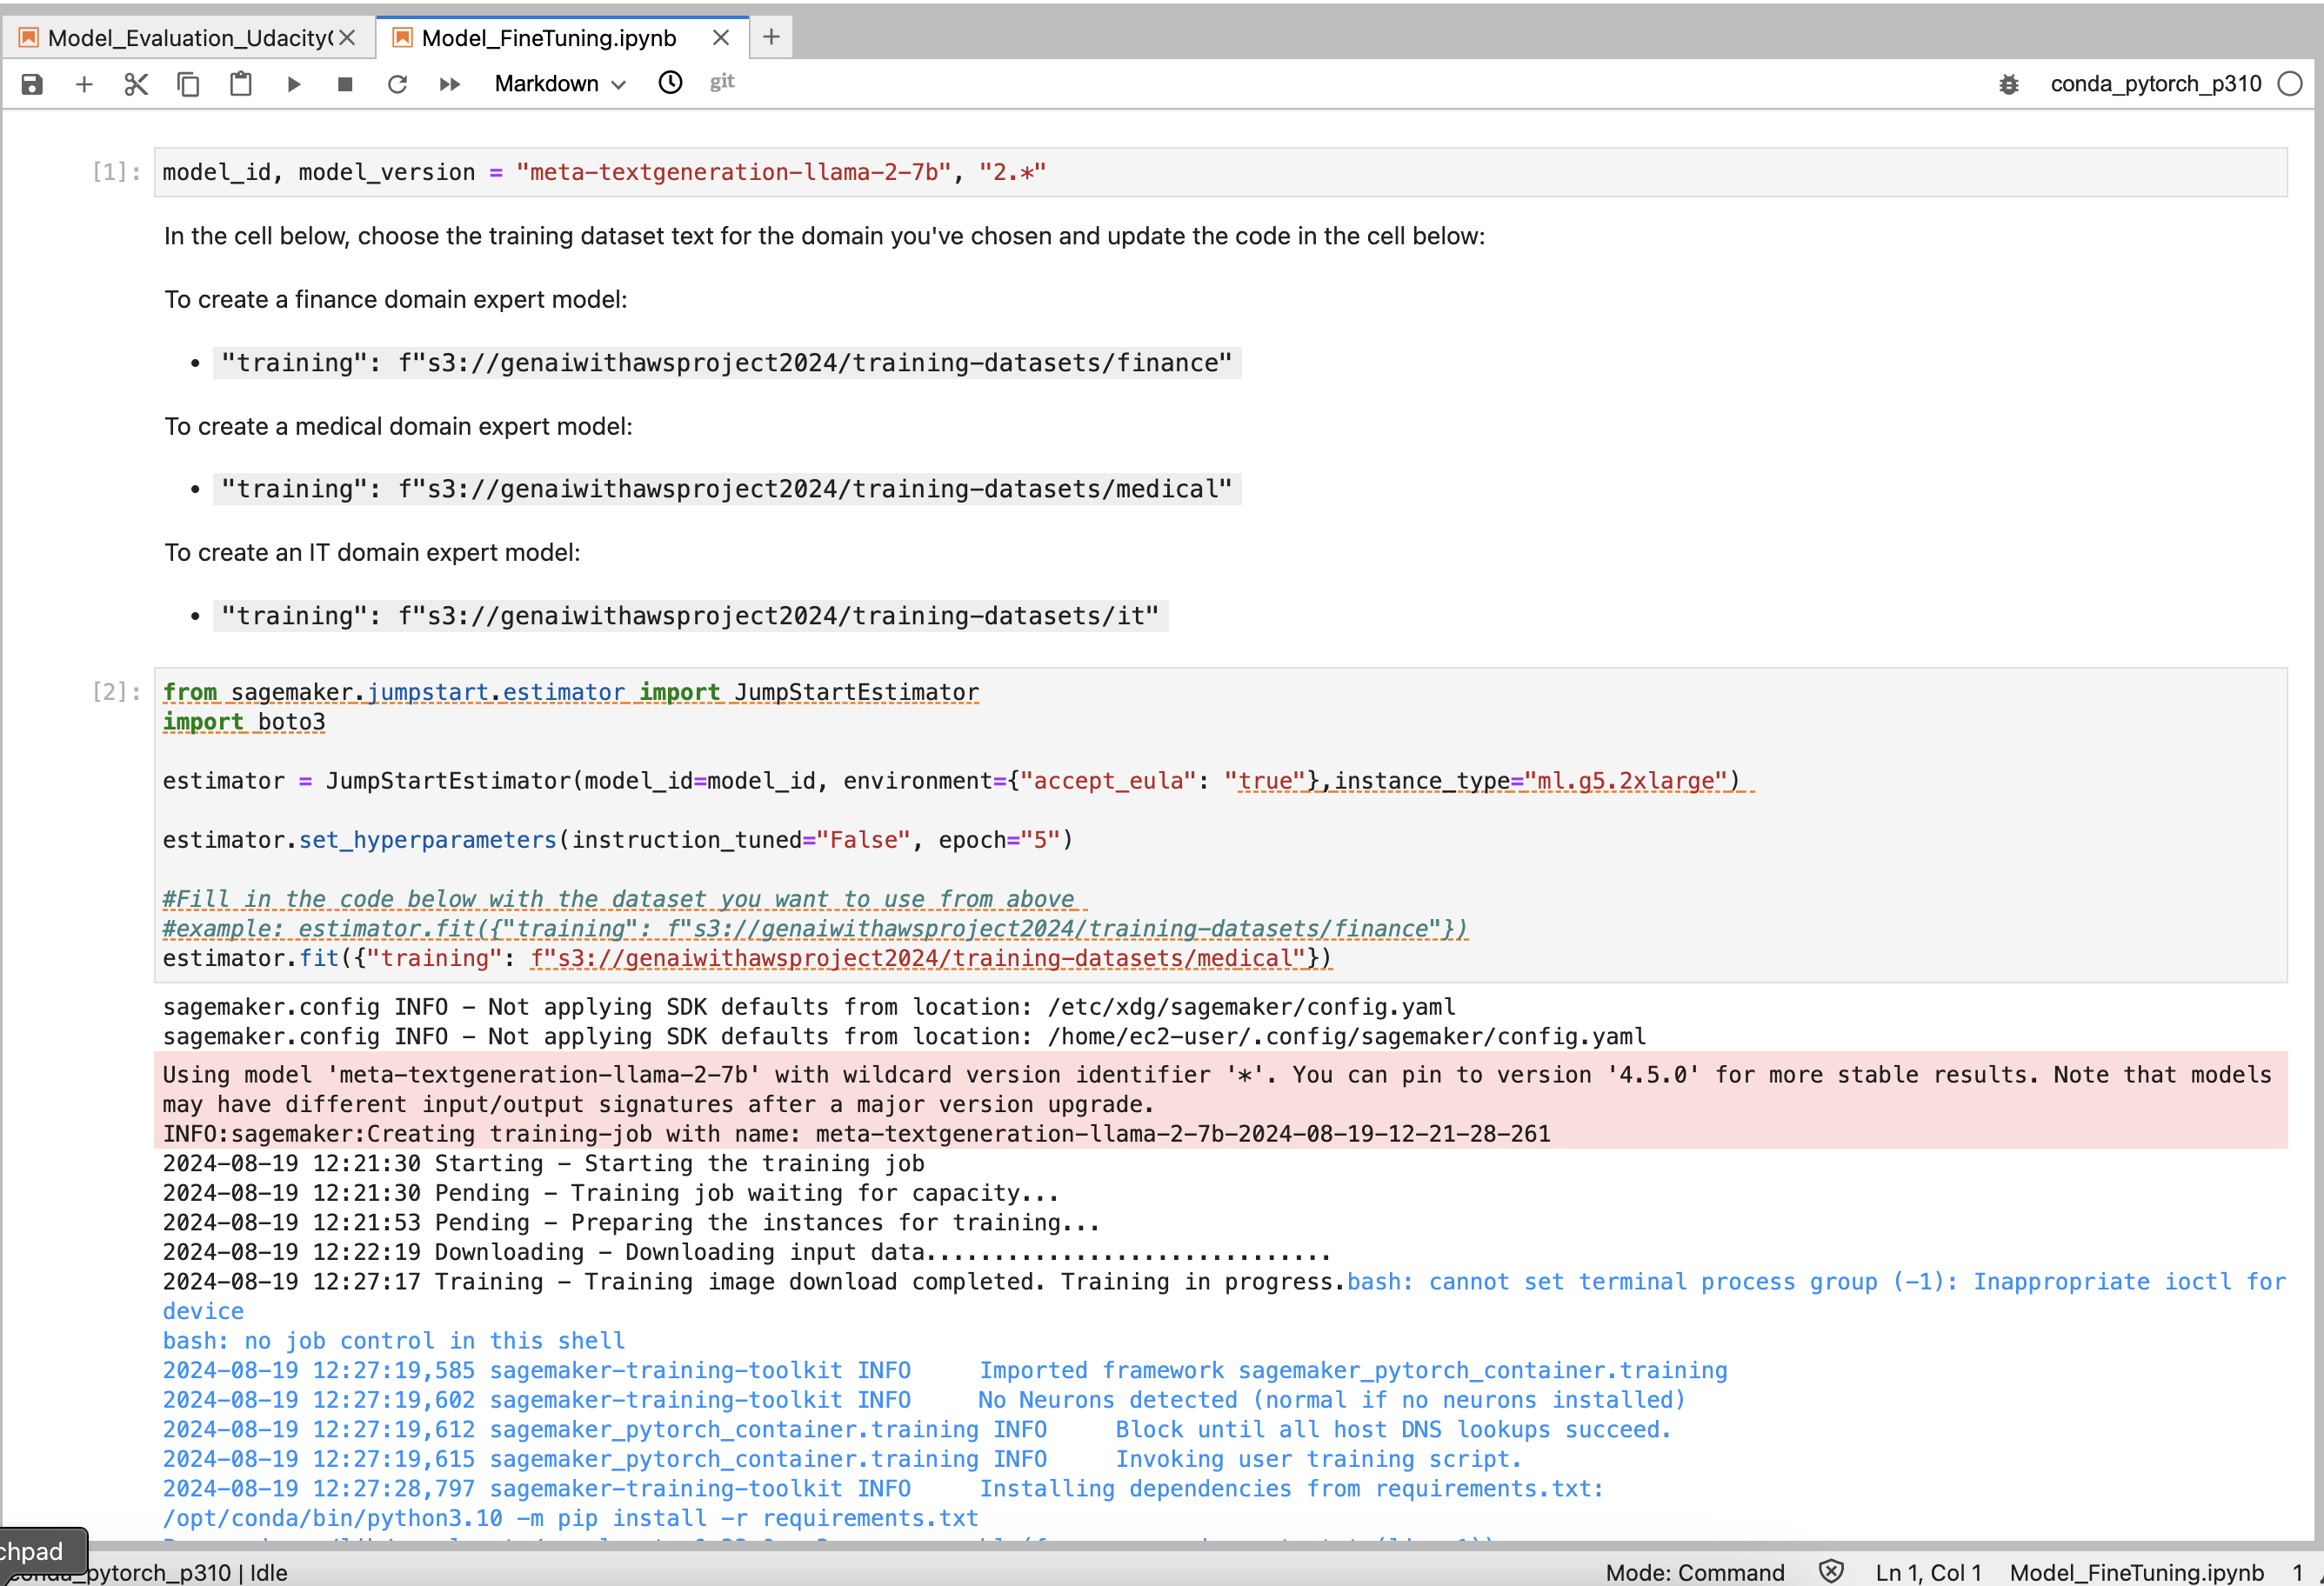 Model_Evaluation_Udacity
Model_FineTuning.ipynb
Markdown
git
conda_pytorch_p310
[1]:
model_id, model_version = "meta-textgeneration-llama-2-7b", "2.*"
In the cell below, choose the training dataset text for the domain you've chosen and update the code in the cell below:
To create a finance domain expert model:
• "training": f"s3://genaiwithawsproject2024/training-datasets/finance"
To create a medical domain expert model:
• "training": f"s3://genaiwithawsproject2024/training-datasets/medical"
To create an IT domain expert model:
• "training": f"s3://genaiwithawsproject2024/training-datasets/it"
[2]:
from sagemaker.jumpstart.estimator import JumpStartEstimator
import boto3
estimator = JumpStartEstimator(model_id=model_id, environment={"accept_eula": "true"},instance_type="ml.g5.2xlarge")
estimator.set_hyperparameters(instruction_tuned="False", epoch="5")
#Fill in the code below with the dataset you want to use from above
#example: estimator.fit({"training": f"s3://genaiwithawsproject2024/training-datasets/finance"})
estimator.fit({"training": f"s3://genaiwithawsproject2024/training-datasets/medical"})
sagemaker.config INFO - Not applying SDK defaults from location: /etc/xdg/sagemaker/config.yaml
sagemaker.config INFO - Not applying SDK defaults from location: /home/ec2-user/.config/sagemaker/config.yaml
Using model 'meta-textgeneration-llama-2-7b' with wildcard version identifier '*'. You can pin to version '4.5.0' for more stable results. Note that models
may have different input/output signatures after a major version upgrade.
INFO:sagemaker:Creating training-job with name: meta-textgeneration-llama-2-7b-2024-08-19-12-21-28-261
2024-08-19 12:21:30 Starting - Starting the training job
2024-08-19 12:21:30 Pending - Training job waiting for capacity...
2024-08-19 12:21:53 Pending - Preparing the instances for training...
2024-08-19 12:22:19 Downloading - Downloading input data..............................
2024-08-19 12:27:17 Training - Training image download completed. Training in progress.bash: cannot set terminal process group (-1): Inappropriate ioctl for
device
bash: no job control in this shell
2024-08-19 12:27:19,585 sagemaker-training-toolkit INFO     Imported framework sagemaker_pytorch_container.training
2024-08-19 12:27:19,602 sagemaker-training-toolkit INFO     No Neurons detected (normal if no neurons installed)
2024-08-19 12:27:19,612 sagemaker_pytorch_container.training INFO     Block until all host DNS lookups succeed.
2024-08-19 12:27:19,615 sagemaker_pytorch_container.training INFO     Invoking user training script.
2024-08-19 12:27:28,797 sagemaker-training-toolkit INFO     Installing dependencies from requirements.txt:
/opt/conda/bin/python3.10 -m pip install -r requirements.txt
chpad
conda_pytorch_p310 | Idle
Mode: Command
Ln 1, Col 1
Model_FineTuning.ipynb
1